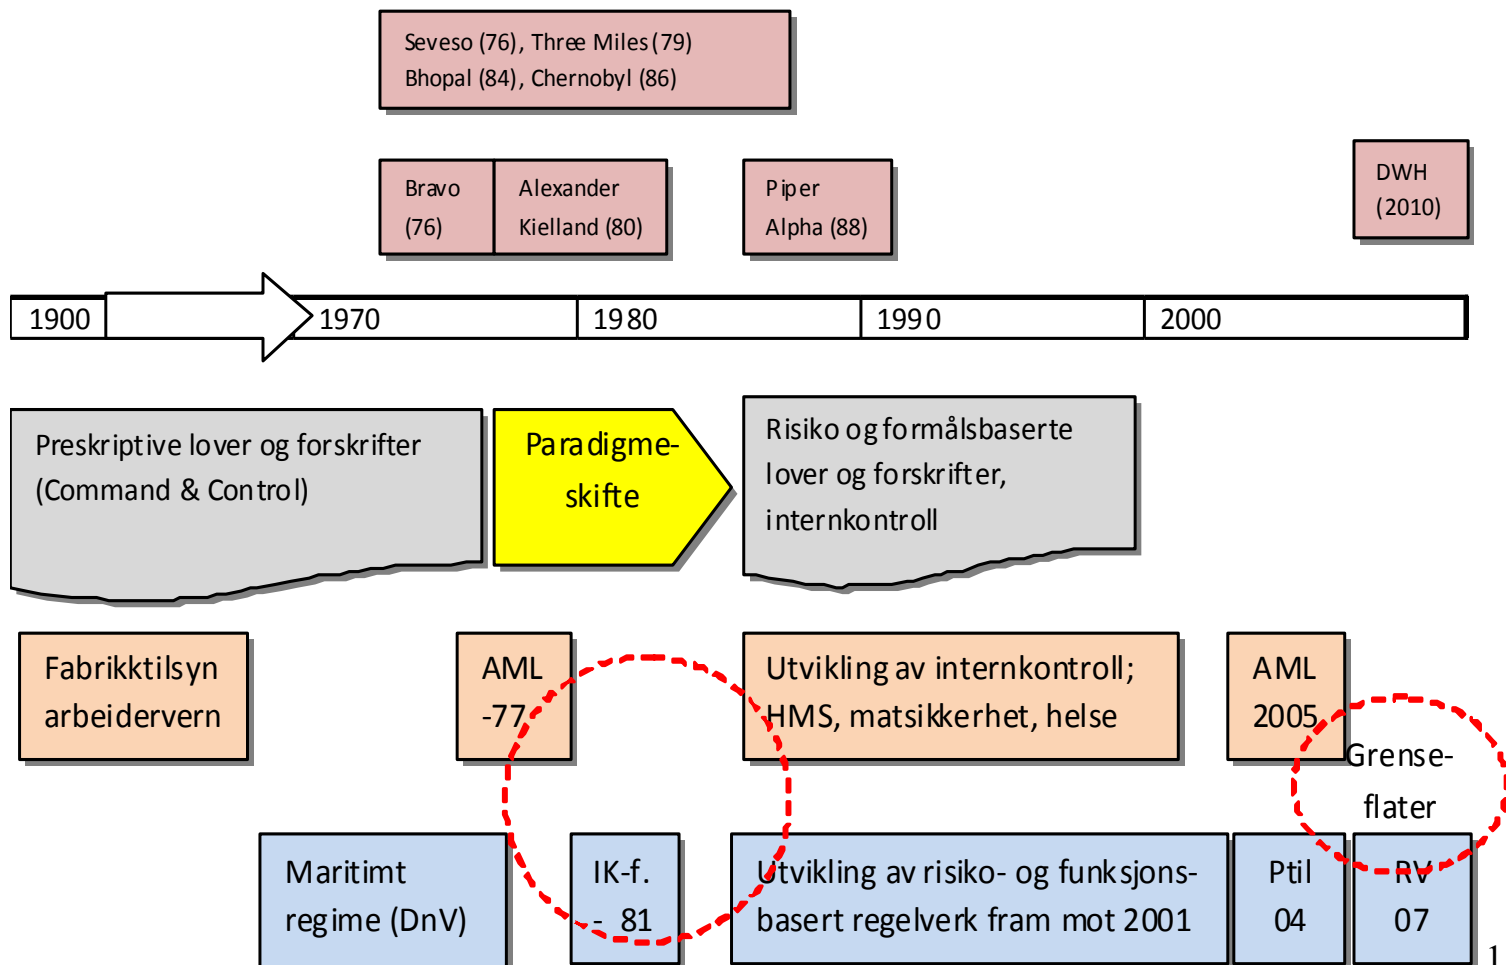 Seveso (76), Three Miles (79)
Bhopal (84), Chernobyl (86)
Bravo
(76)
Alexander
Kielland (80)
Piper
Alpha (88)
DWH
(2010)
1900
1970
1980
1990
2000
Preskriptive lover og forskrifter
(Command & Control)
Paradigme-
skifte
Risiko og formålsbaserte
lover og forskrifter,
internkontroll
Fabrikktilsyn
arbeidervern
AML
-77
Utvikling av internkontroll;
HMS, matsikkerhet, helse
AML
2005
Grense-
flater
Maritimt
regime (DnV)
IK-f.
- 81
Utvikling av risiko- og funksjons-
basert regelverk fram mot 2001
Ptil
04
RV
07
1